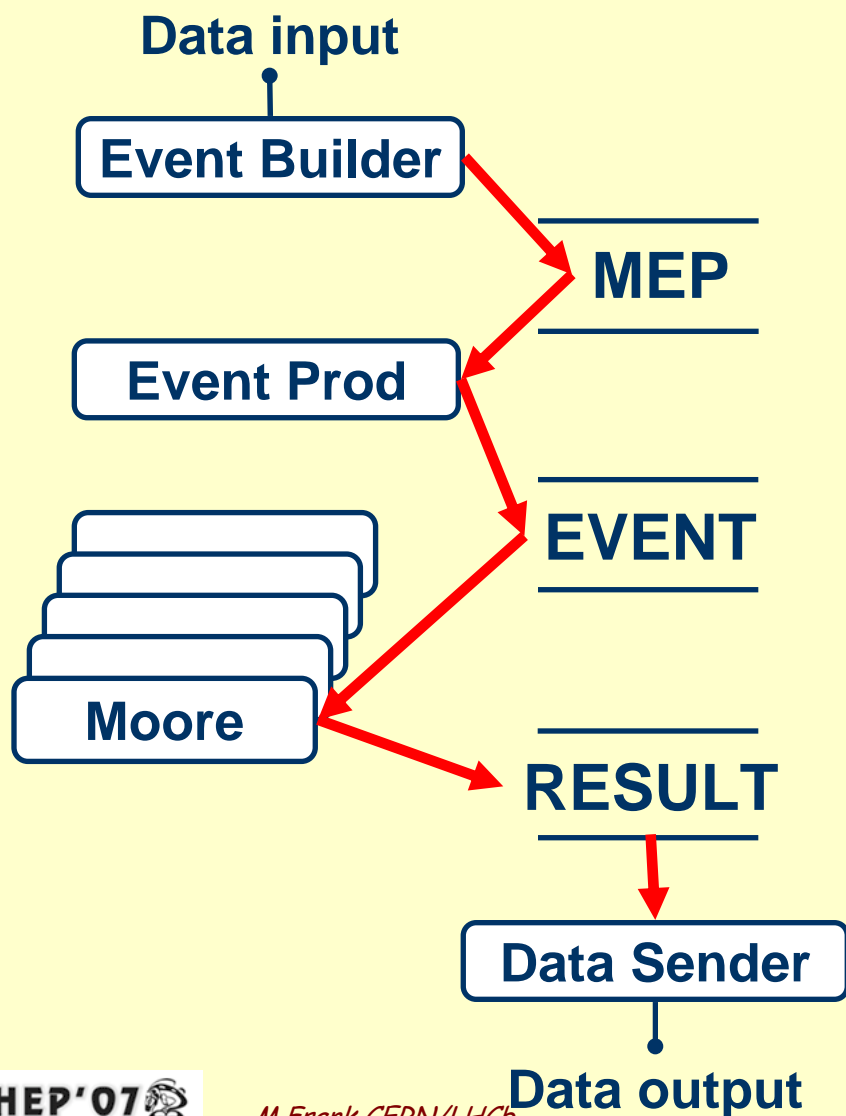 Data input
Event Builder
MEP
Event Prod
EVENT
Moore
RESULT
Data Sender
Data output
HEP'07
M.Frank CERN/LHCb